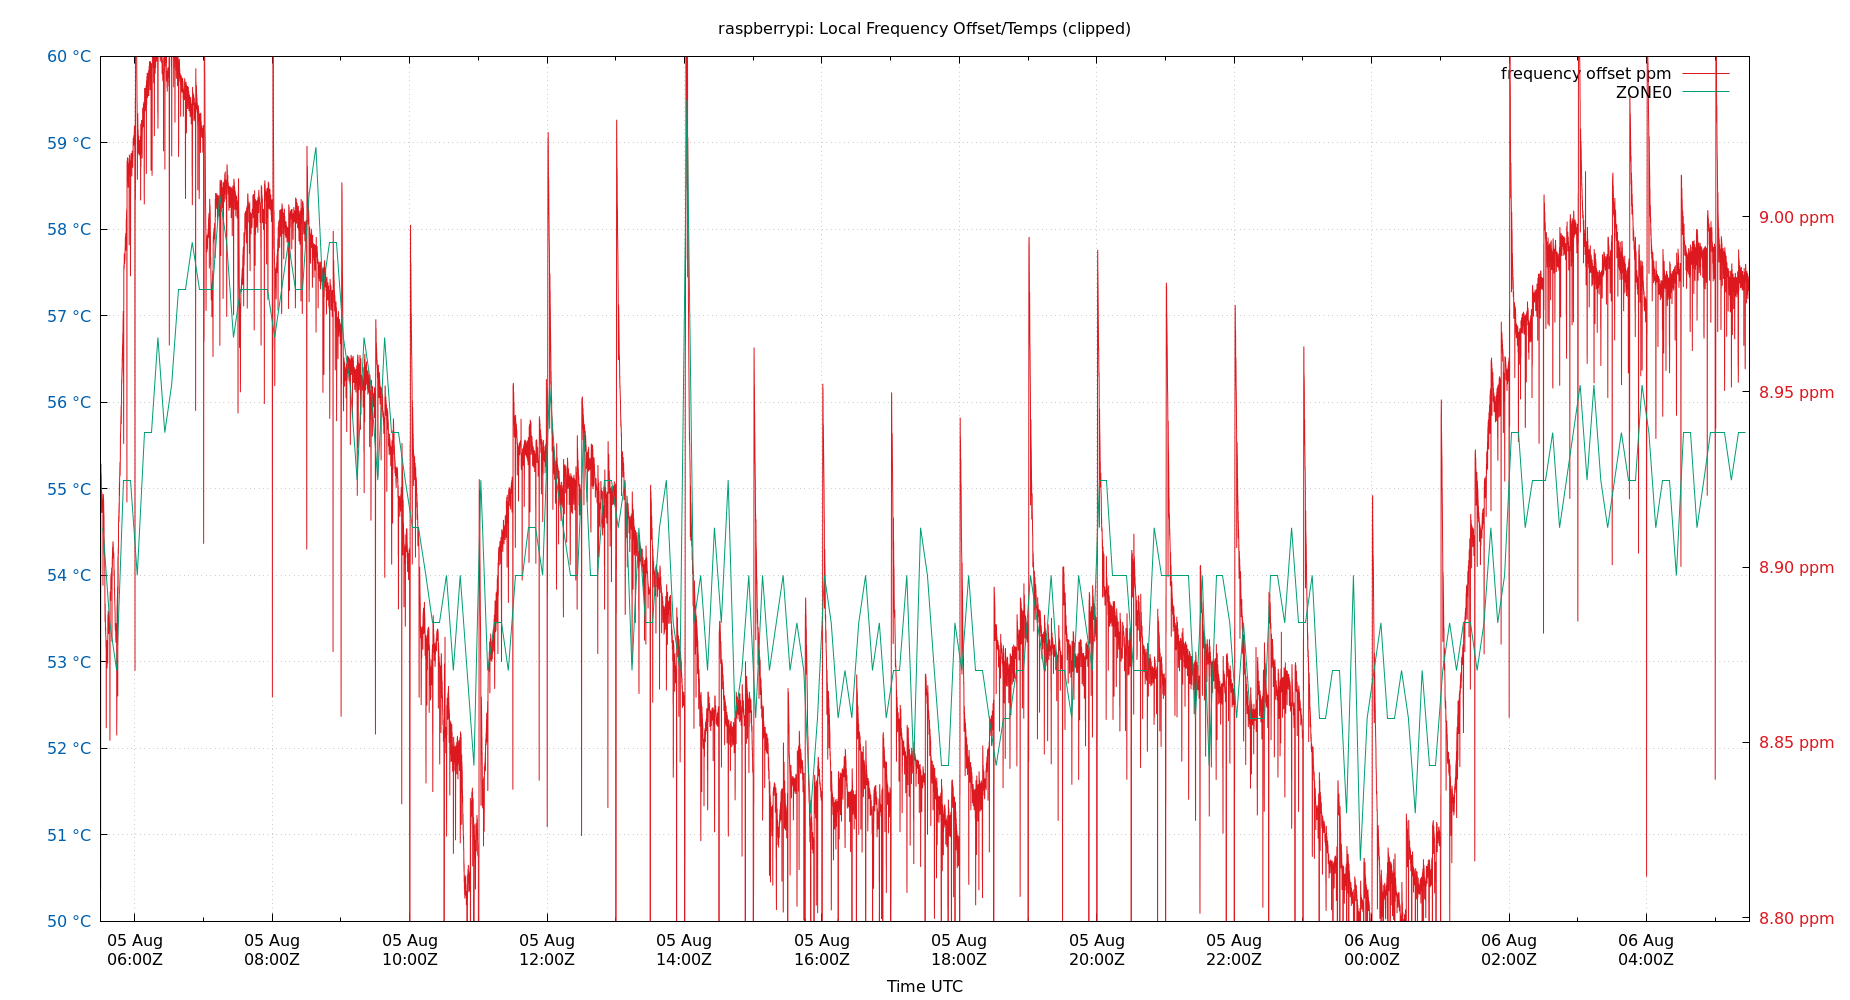 raspberrypi: Local Frequency Offset/Temps (clipped)
60 °C
59 °C
58 °C
57 °C
56 °C
55 °C
54 °C
53 °C
52 °C
51 °C
50 °C
frequency offset ppm
ZONE0
9.00 ppm
8.95 ppm
8.90 ppm
8.85 ppm
8.80 ppm
05 Aug 05 Aug 05 Aug 05 Aug 05 Aug 05 Aug 05 Aug 05 Aug 05 Aug 06 Aug 06 Aug 06 Aug
06:00Z 08:00Z 10:00Z 12:00Z 14:00Z 16:00Z 18:00Z 20:00Z 22:00Z 00:00Z 02:00Z 04:00Z
Time UTC